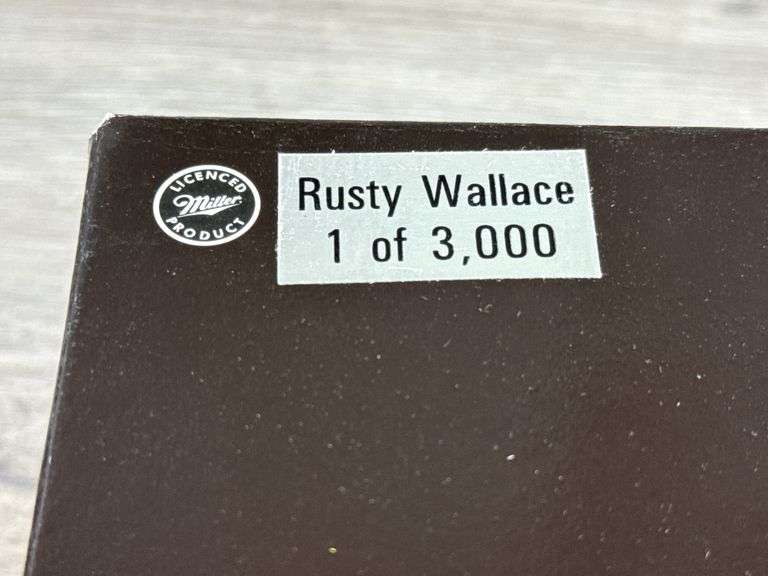 LICENCED
Miller
PRODUCT
Rusty Wallace
1 of 3,000